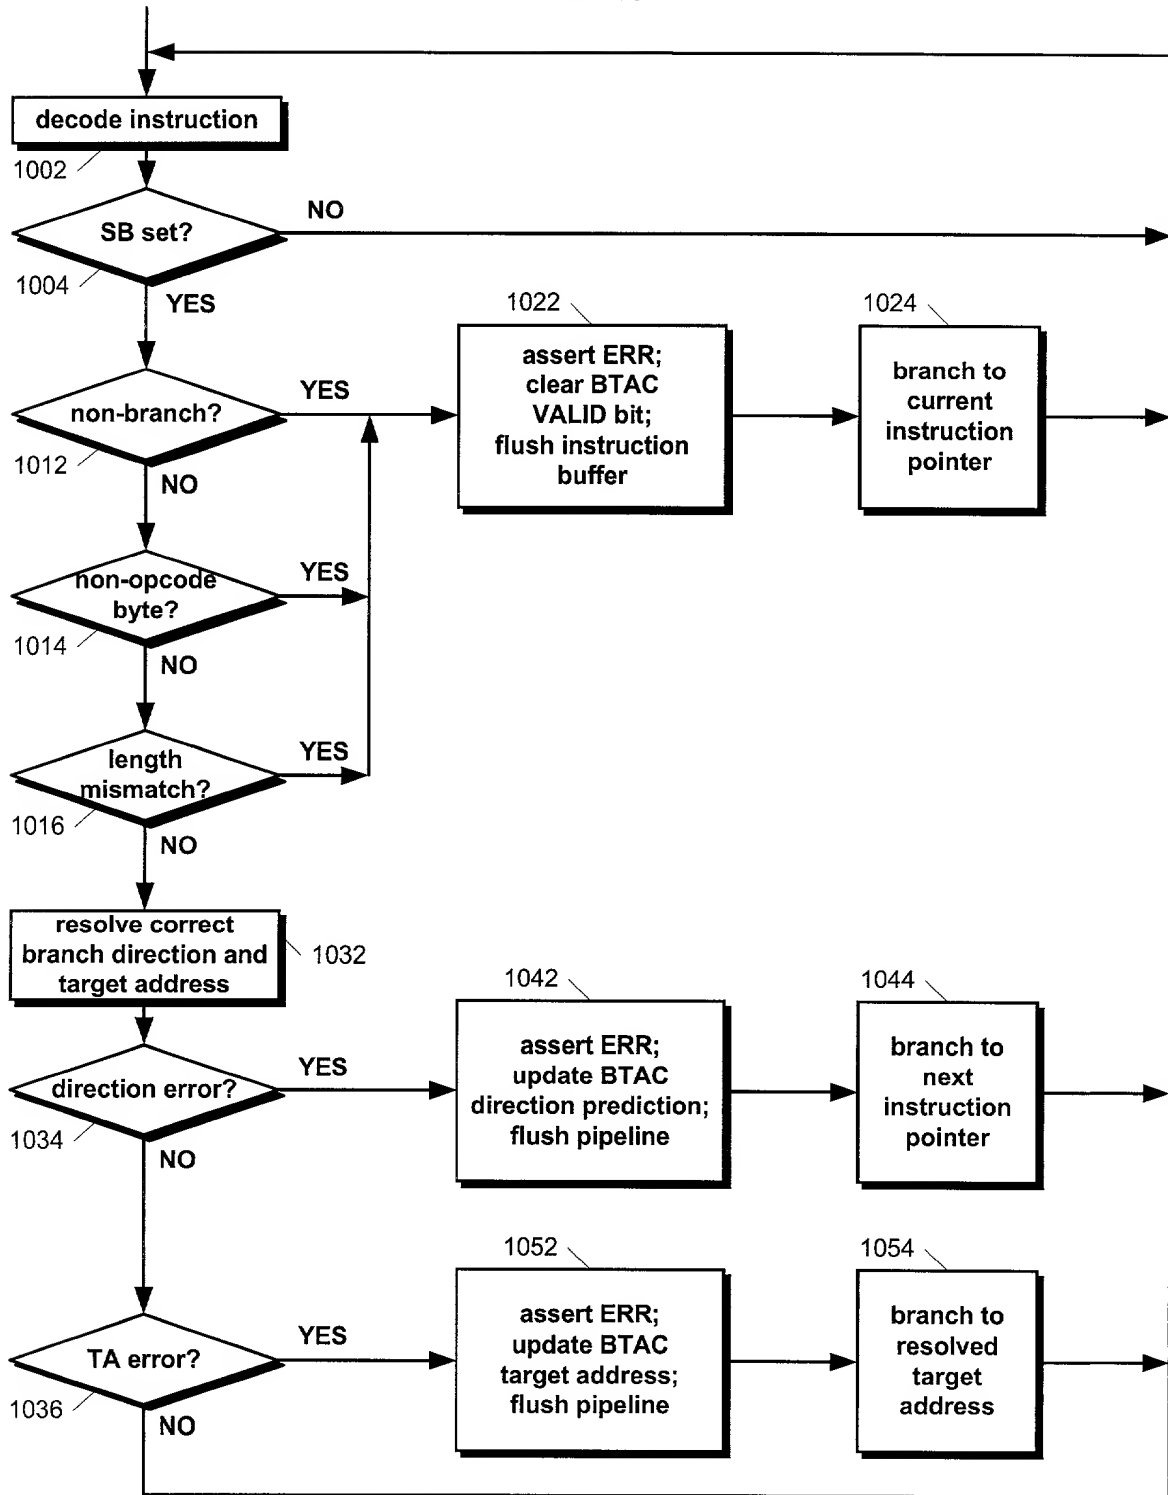 decode instruction
1002
SB set?
NO
1004
YES
1022
1024
non-branch?
YES
assert ERR;
clear BTAC
VALID bit;
flush instruction
buffer
branch to
current
instruction
pointer
1012
NO
non-opcode
byte?
YES
1014
NO
length
mismatch?
YES
1016
NO
resolve correct
branch direction and
target address
1032
1042
1044
direction error?
YES
assert ERR;
update BTAC
direction prediction;
flush pipeline
branch to
next
instruction
pointer
1034
NO
1052
1054
TA error?
YES
assert ERR;
update BTAC
target address;
flush pipeline
branch to
resolved
target
address
1036
NO